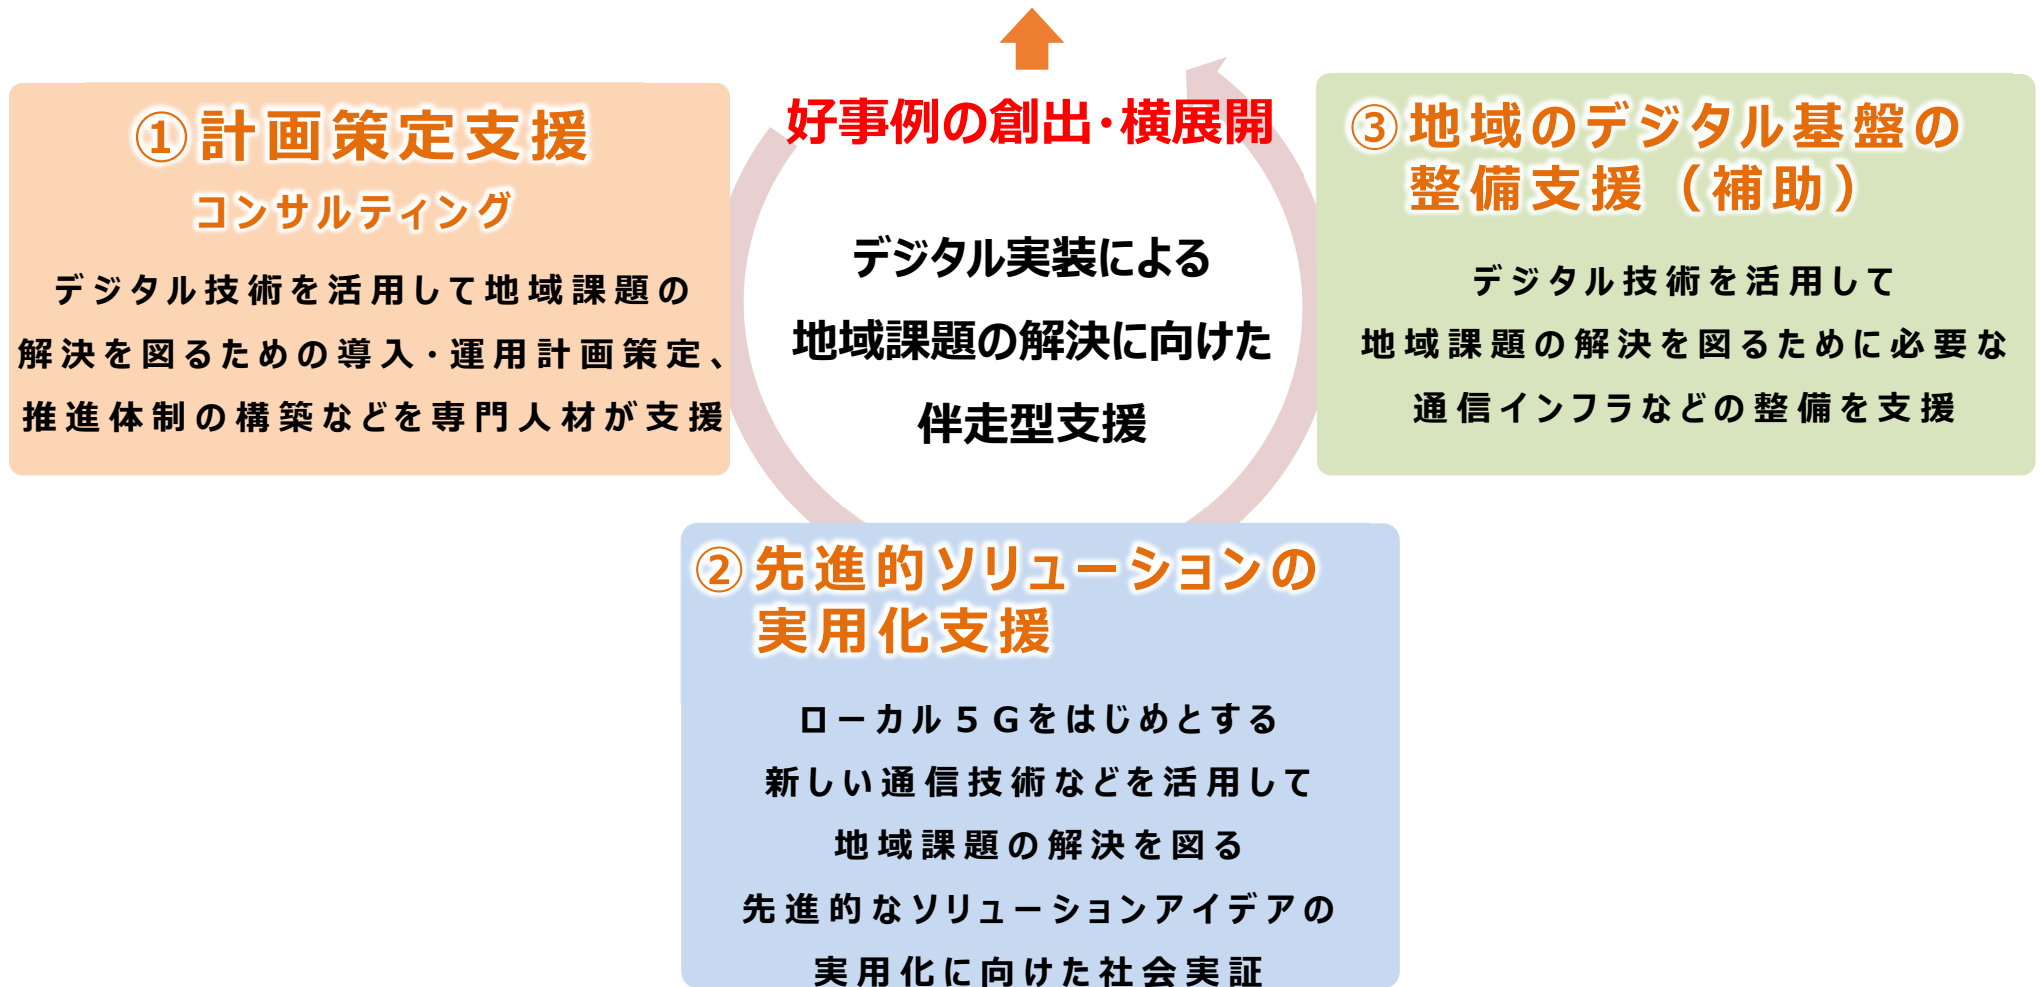 ①計画策定支援
コンサルティング
デジタル技術を活用して地域課題の
解決を図るための導入・運用計画策定、
推進体制の構築などを専門人材が支援
好事例の創出・横展開
デジタル実装による
地域課題の解決に向けた
伴走型支援
③地域のデジタル基盤の
整備支援（補助）
デジタル技術を活用して
地域課題の解決を図るために必要な
通信インフラなどの整備を支援
②先進的ソリューションの
実用化支援
ローカル５Gをはじめとする
新しい通信技術などを活用して
地域課題の解決を図る
先進的なソリューションアイデアの
実用化に向けた社会実証